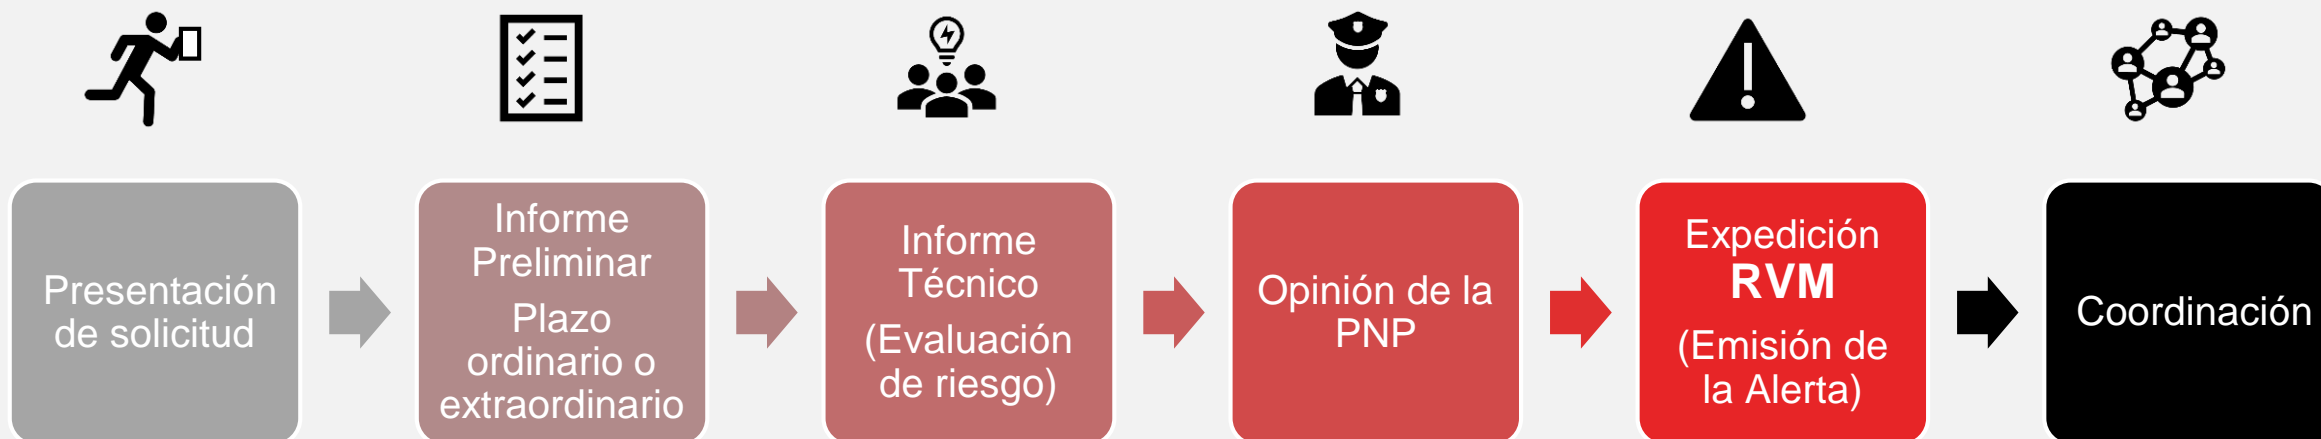 Presentación
de solicitud
Informe
Preliminar
Plazo
ordinario o
extraordinario
Informe
Técnico
(Evaluación
de riesgo)
Opinión de la
PNP
Expedición
RVM
(Emisión de
la Alerta)
Coordinación